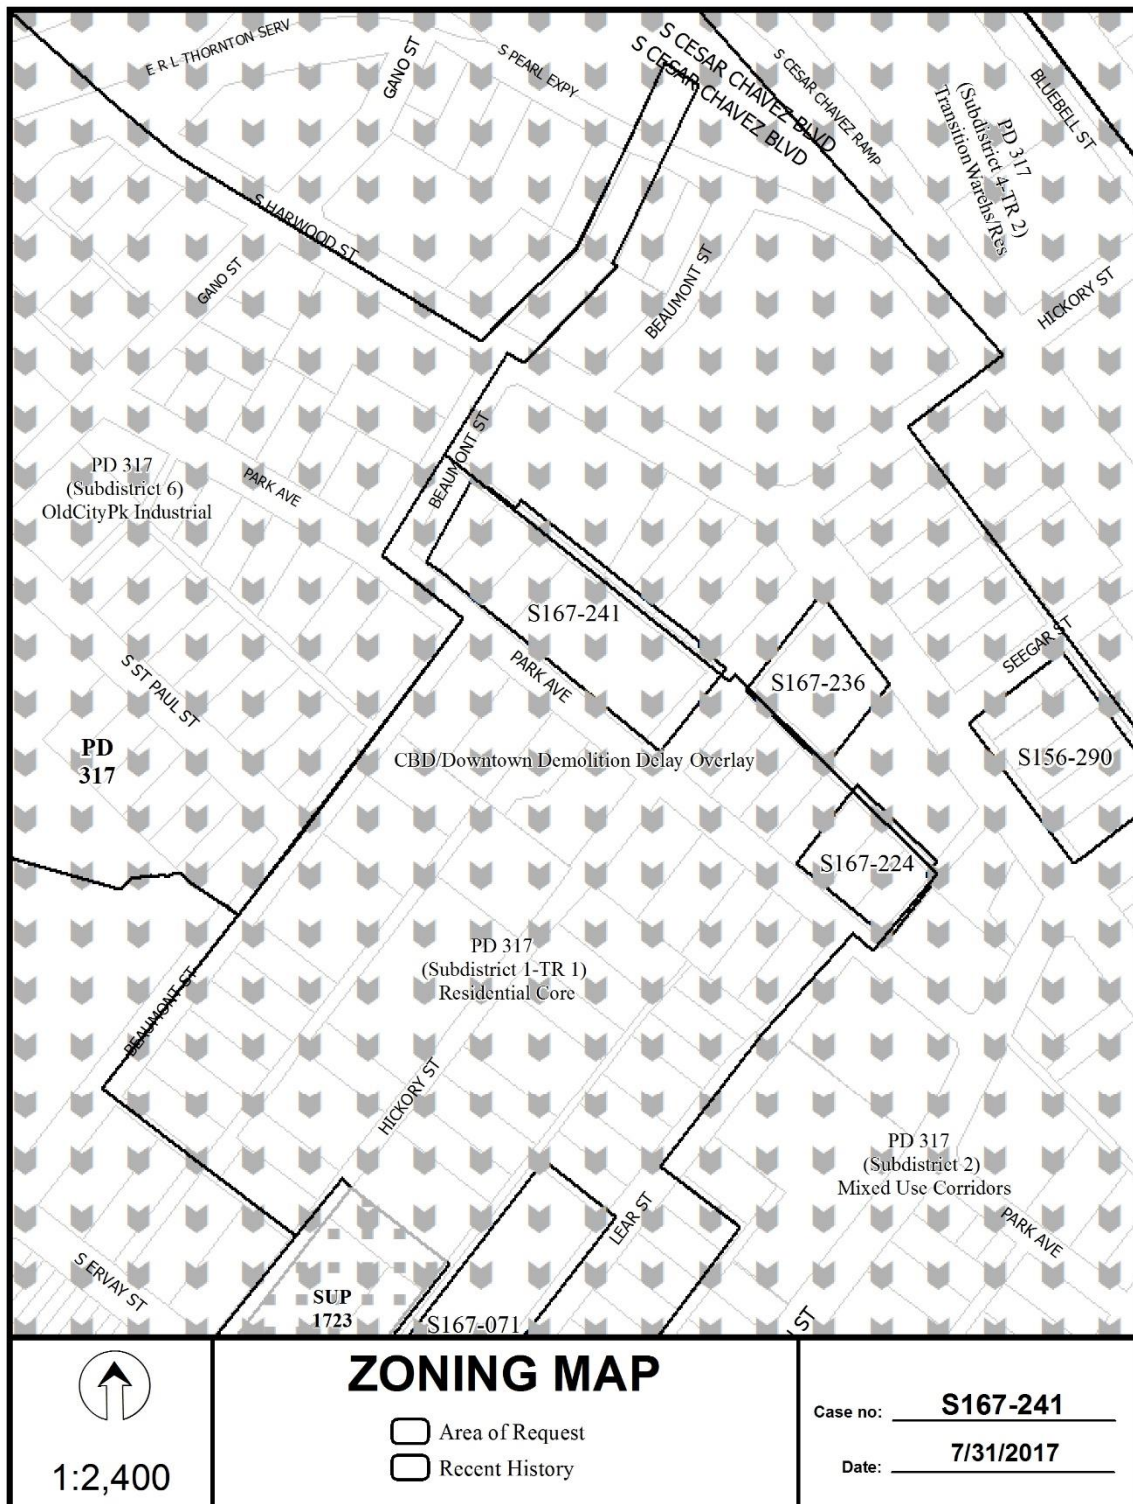 E R L THORNTON SERV
GANO ST
S PEARL EXPY
S CESAR CHAVEZ BLVD
S CESAR CHAVEZ BLVD
S CESAR CHAVEZ RAMP
BLUEBELL ST
PD 317
(Subdistrict 4-TR 2)
Transition Warehs/Res
S HARWOOD ST
GANO ST
BEAUMONT ST
HICKORY ST
PD 317
(Subdistrict 6)
OldCityPk Industrial
PARK AVE
BEAUMONT ST
S167-241
PARK AVE
S167-236
SEEGAR ST
S156-290
S ST PAUL ST
PD
317
CBD/Downtown Demolition Delay Overlay
S167-224
PD 317
(Subdistrict 1-TR 1)
Residential Core
BEAUMONT ST
HICKORY ST
PD 317
(Subdistrict 2)
Mixed Use Corridors
LEAR ST
PARK AVE
S ERVAY ST
SUP
1723
S167-071
ST
1:2,400
ZONING MAP
Area of Request
Recent History
Case no: S167-241
Date: 7/31/2017